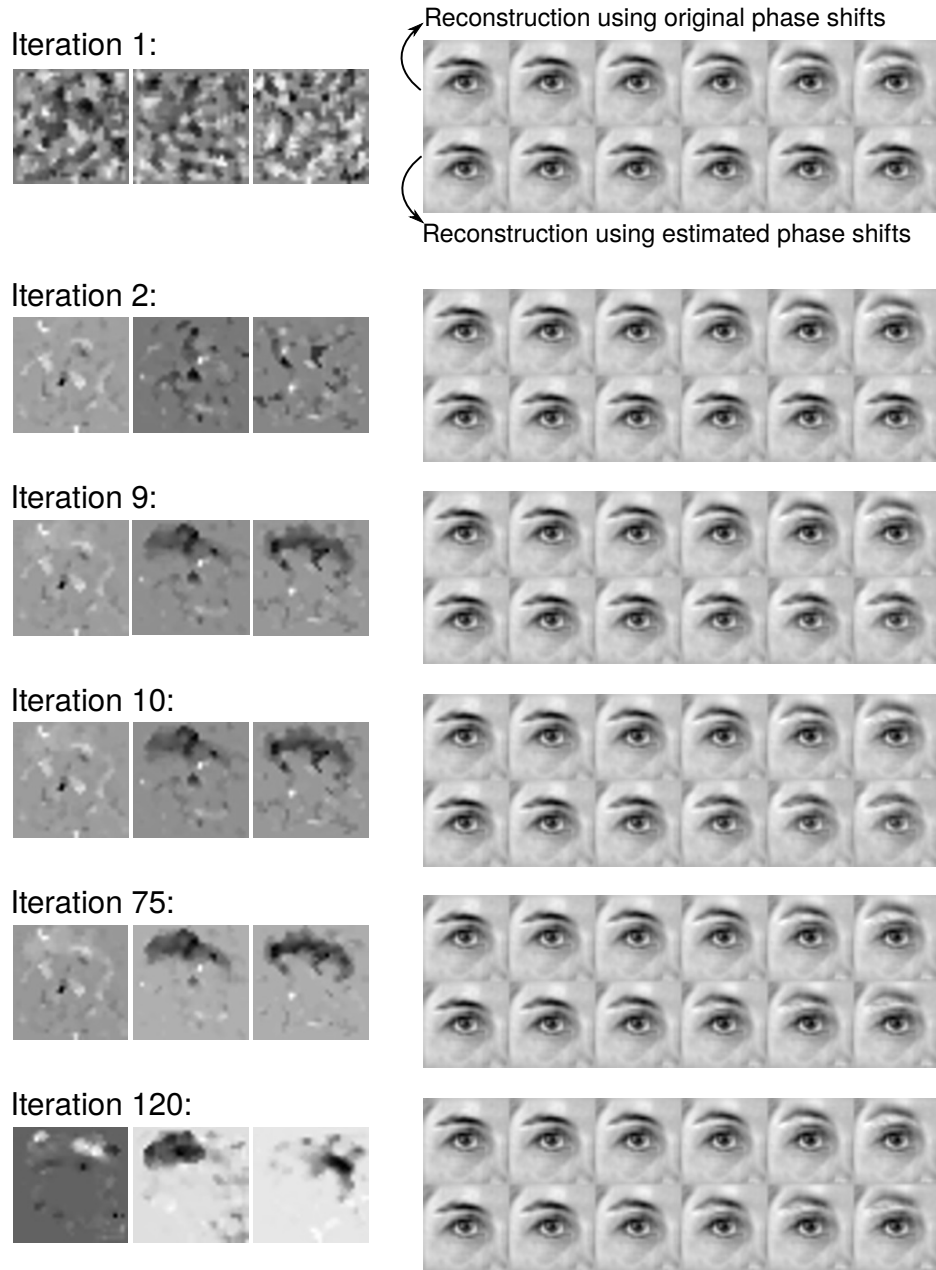 Reconstruction using original phase shifts
Iteration 1:
Reconstruction using estimated phase shifts
Iteration 2:
Iteration 9:
Iteration 10:
Iteration 75:
Iteration 120: